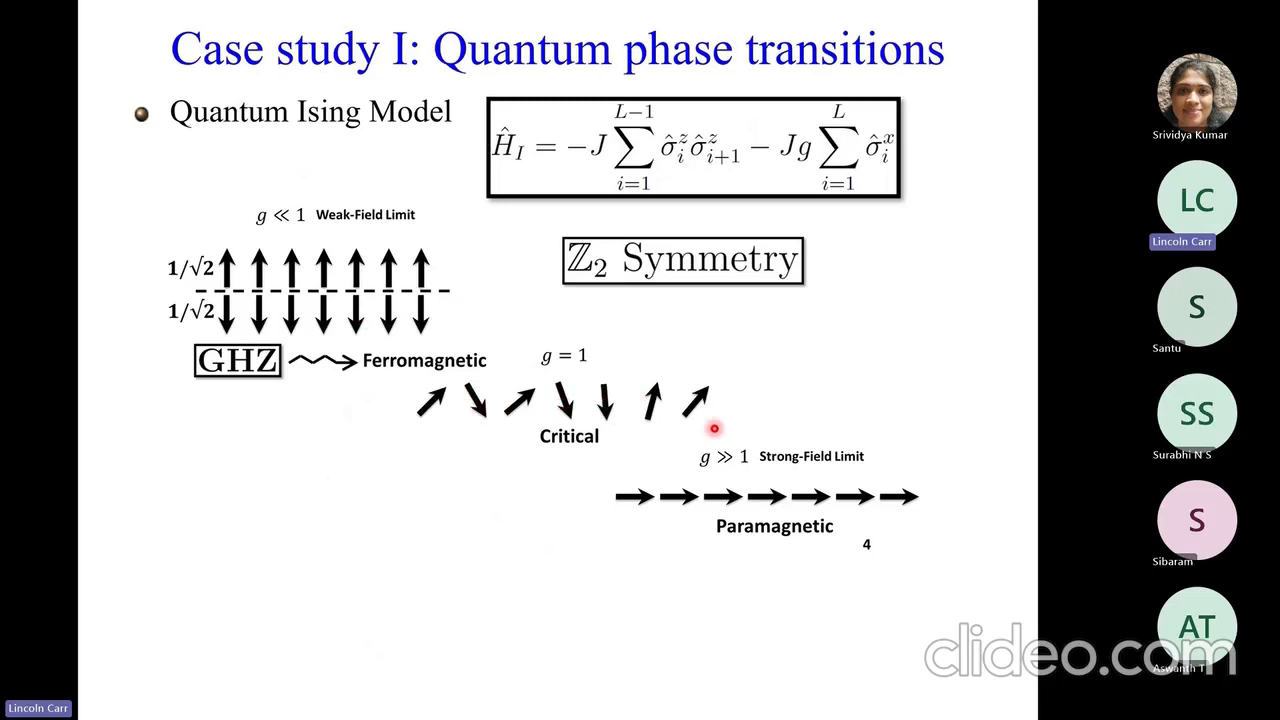 Case study I: Quantum phase transitions
Quantum Ising Model
Ĥ_I = −J ∑_{i=1}^{L−1} σ̂_i^z σ̂_{i+1}^z − Jg ∑_{i=1}^{L} σ̂_i^x
g ≪ 1 Weak-Field Limit
ℤ₂ Symmetry
1/√2
1/√2
GHZ
Ferromagnetic
g = 1
Critical
g ≫ 1 Strong-Field Limit
Paramagnetic
4
Srividya Kumar
LC
Lincoln Carr
S
Santu
SS
Surabhi N S
S
Sibaram
AT
Aswanth T
clideo.com
Lincoln Carr